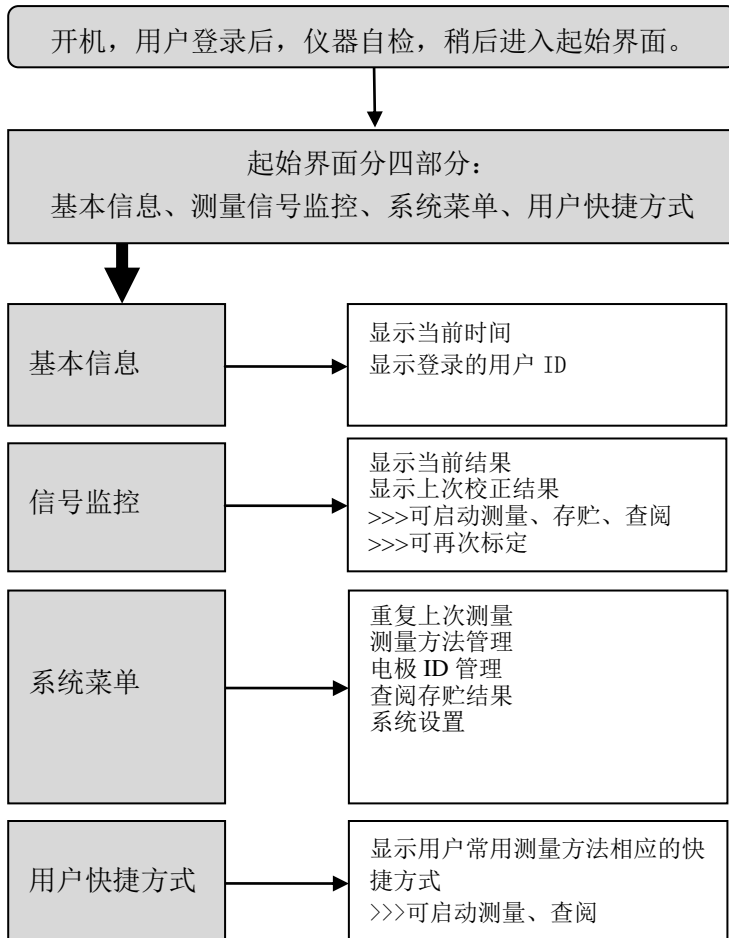 开机，用户登录后，仪器自检，稍后进入起始界面。
起始界面分四部分：
基本信息、测量信号监控、系统菜单、用户快捷方式
基本信息
显示当前时间
显示登录的用户 ID
信号监控
显示当前结果
显示上次校正结果
>>>可启动测量、存贮、查阅
>>>可再次标定
系统菜单
重复上次测量
测量方法管理
电极 ID 管理
查阅存贮结果
系统设置
用户快捷方式
显示用户常用测量方法相应的快
捷方式
>>>可启动测量、查阅